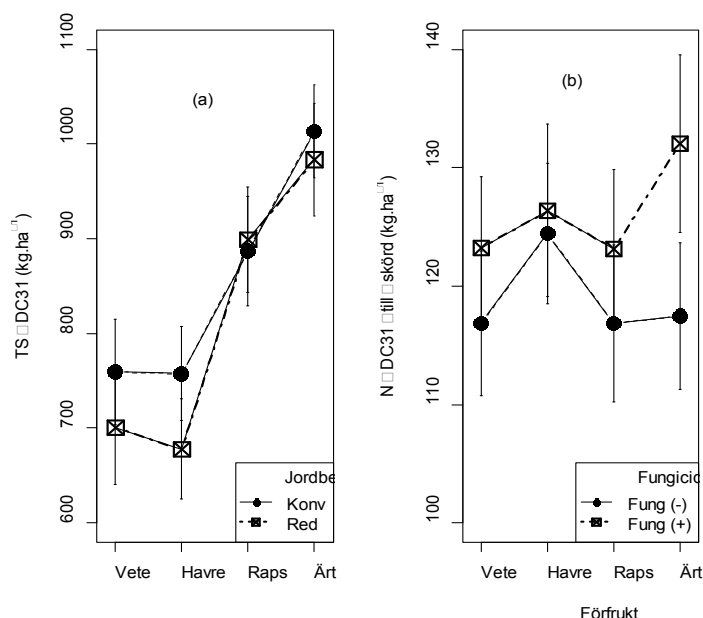 1100
1000
900
800
700
600
TS □ DC31 (kg.ha
(a)
Jordbe
Konv
Red
Vete Havre Raps Ärt
140
130
120
110
100
N □ DC31 □till □skörd (kg.ha
(b)
Fungicid
Fung (-)
Fung (+)
Vete Havre Raps Ärt
Förfrukt